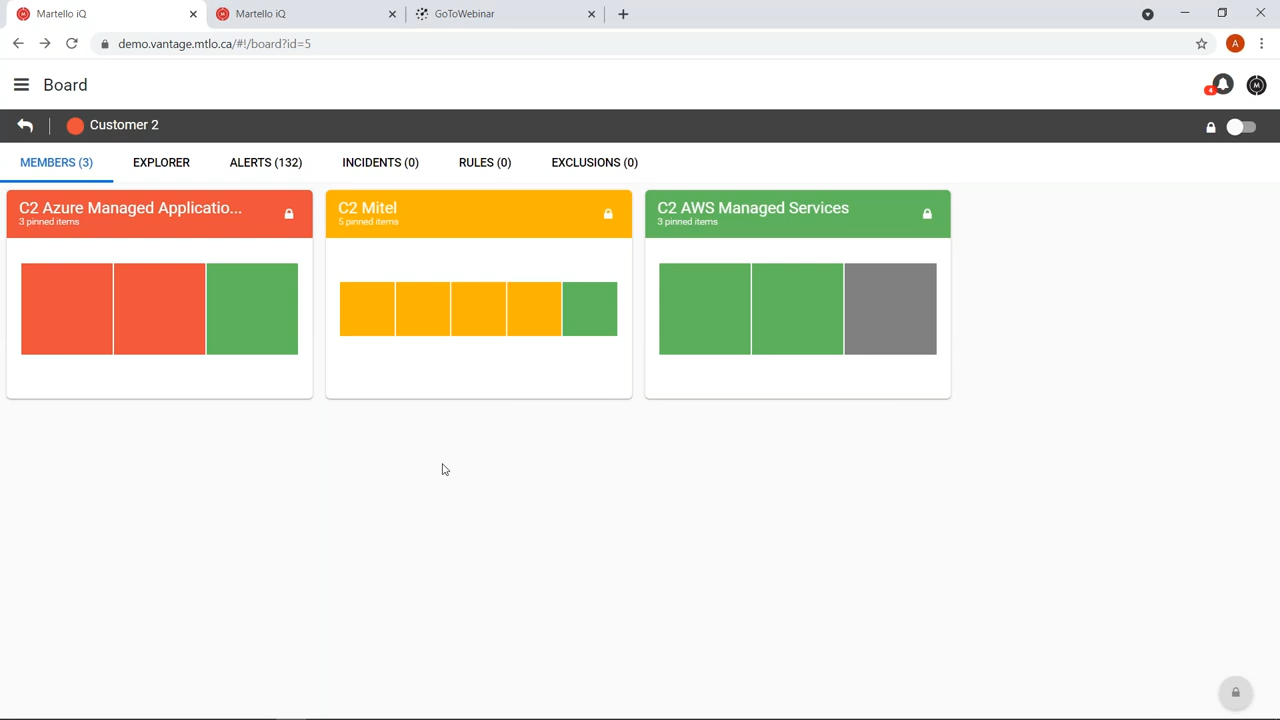 Martello iQ
Martello iQ
GoToWebinar
demo.vantage.mtlo.ca/#!/board?id=5
A
Board
4
M
Customer 2
MEMBERS (3)
EXPLORER
ALERTS (132)
INCIDENTS (0)
RULES (0)
EXCLUSIONS (0)
C2 Azure Managed Applicatio...
3 pinned items
C2 Mitel
5 pinned items
C2 AWS Managed Services
3 pinned items